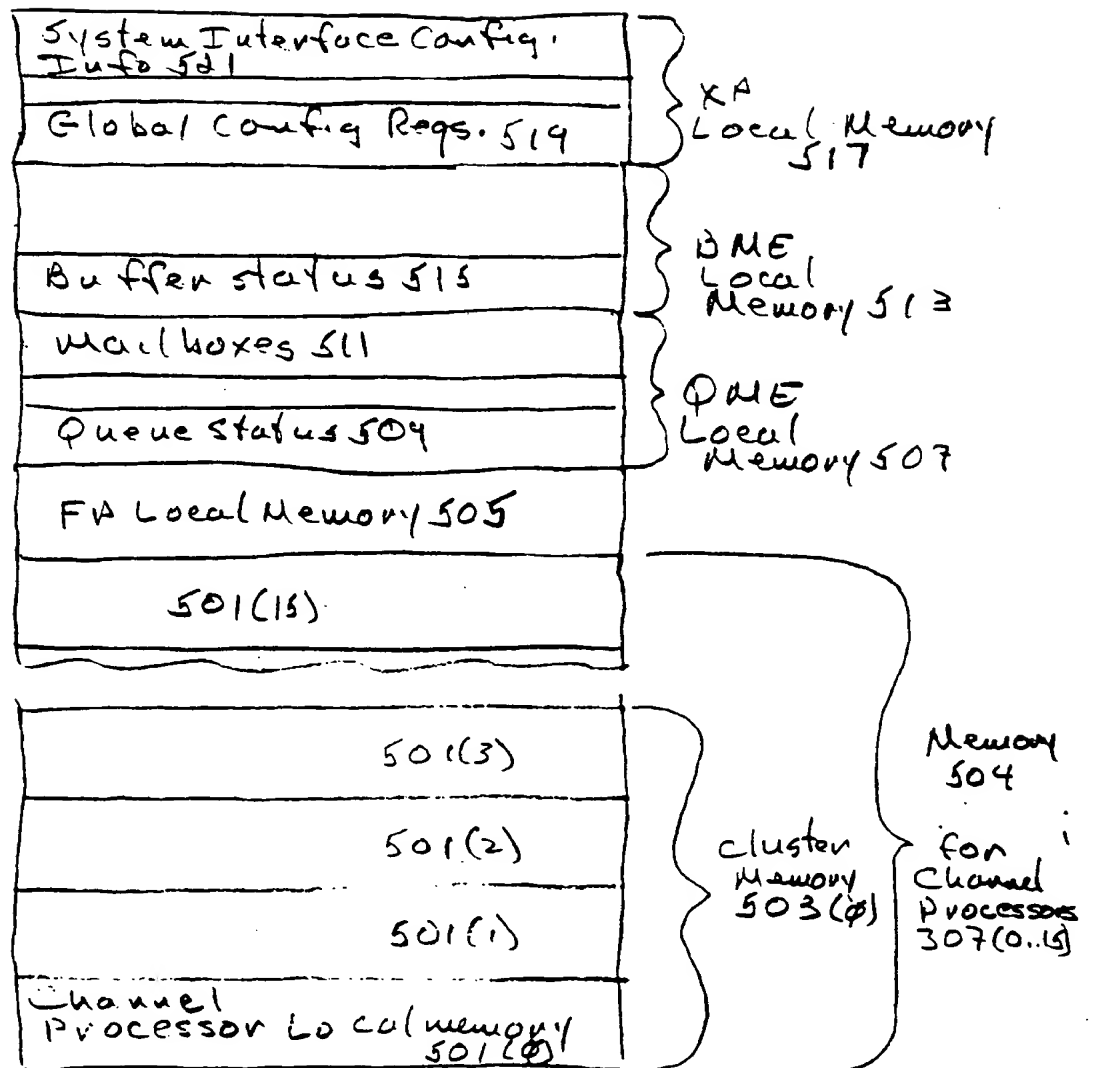 System Interface Config.
Info 521
Global Config Regs. 519
XP
Local Memory
517
Buffer status 515
BME
Local
Memory 513
Mailboxes 511
Queue Status 509
QME
Local
Memory 507
FP Local Memory 505
501(15)
501(3)
501(2)
501(1)
Channel
Processor Local memory
501(0)
cluster
Memory
503(0)
Memory
504
for
Channel
Processors
307(0..15)